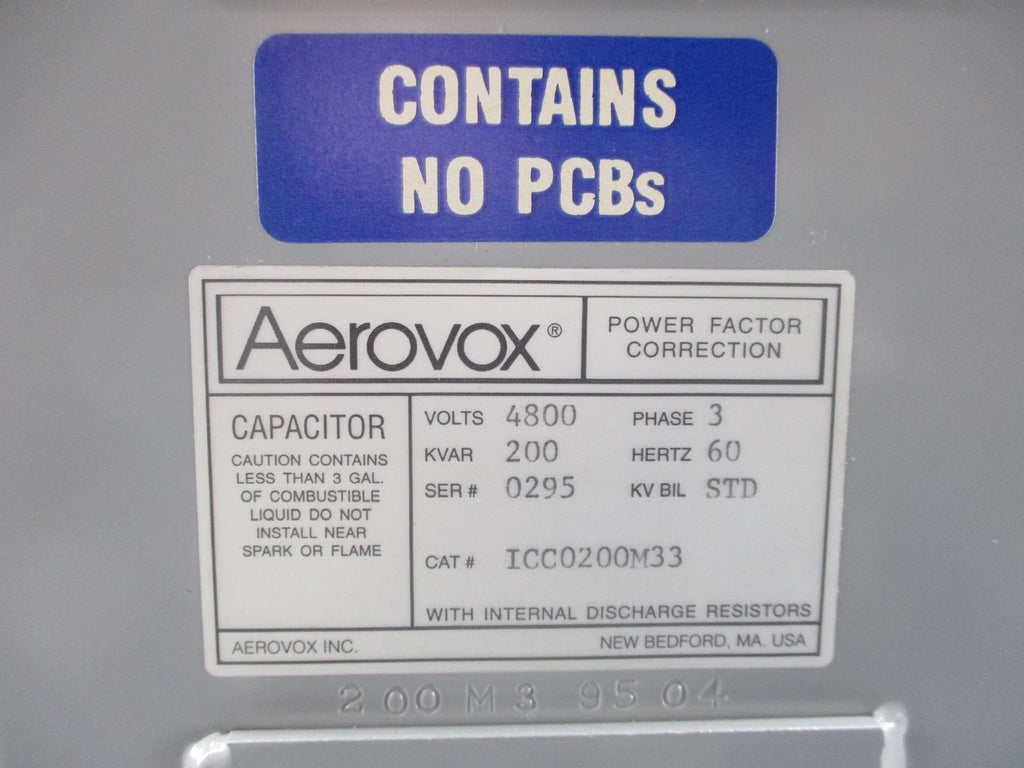 CONTAINS
NO PCBs
Aerovox®
POWER FACTOR
CORRECTION
CAPACITOR
CAUTION CONTAINS
LESS THAN 3 GAL.
OF COMBUSTIBLE
LIQUID DO NOT
INSTALL NEAR
SPARK OR FLAME
VOLTS 4800 PHASE 3
KVAR 200 HERTZ 60
SER # 0295 KV BIL STD
CAT # ICC0200M33
WITH INTERNAL DISCHARGE RESISTORS
AEROVOX INC. NEW BEDFORD, MA. USA
200 M3 9504